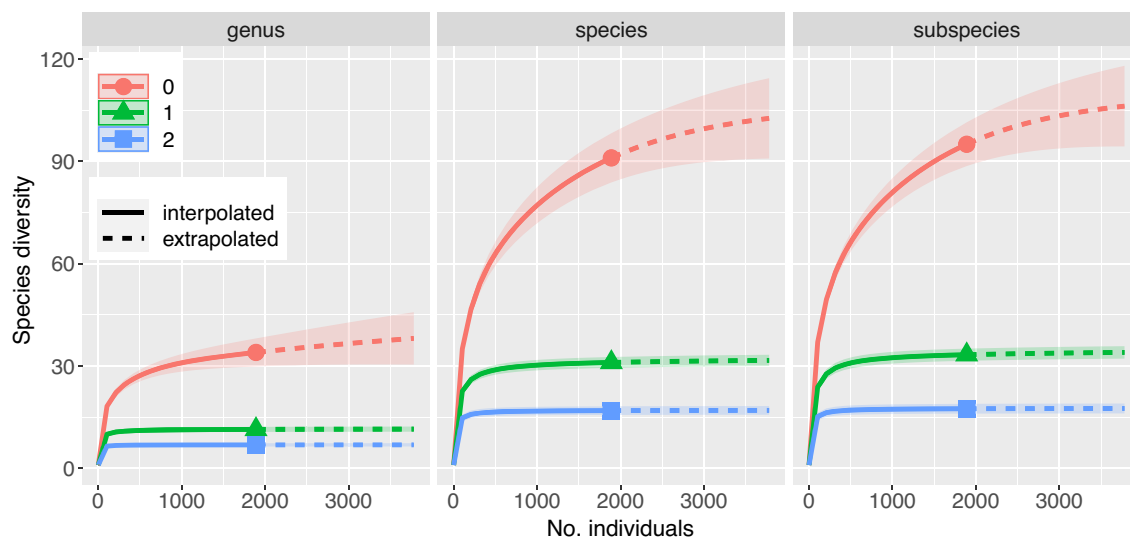 genus species subspecies
120
90
60
30
0
0
1
2
interpolated
extrapolated
Species diversity
0 1000 2000 3000 0 1000 2000 3000 0 1000 2000 3000
No. individuals